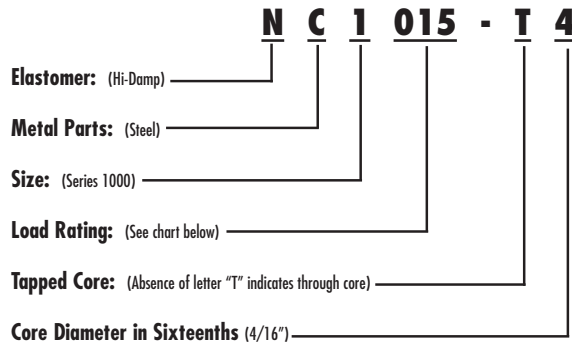 N C 1 015 - T 4
Elastomer: (Hi-Damp)
Metal Parts: (Steel)
Size: (Series 1000)
Load Rating: (See chart below)
Tapped Core: (Absence of letter “T” indicates through core)
Core Diameter in Sixteenths (4/16”)